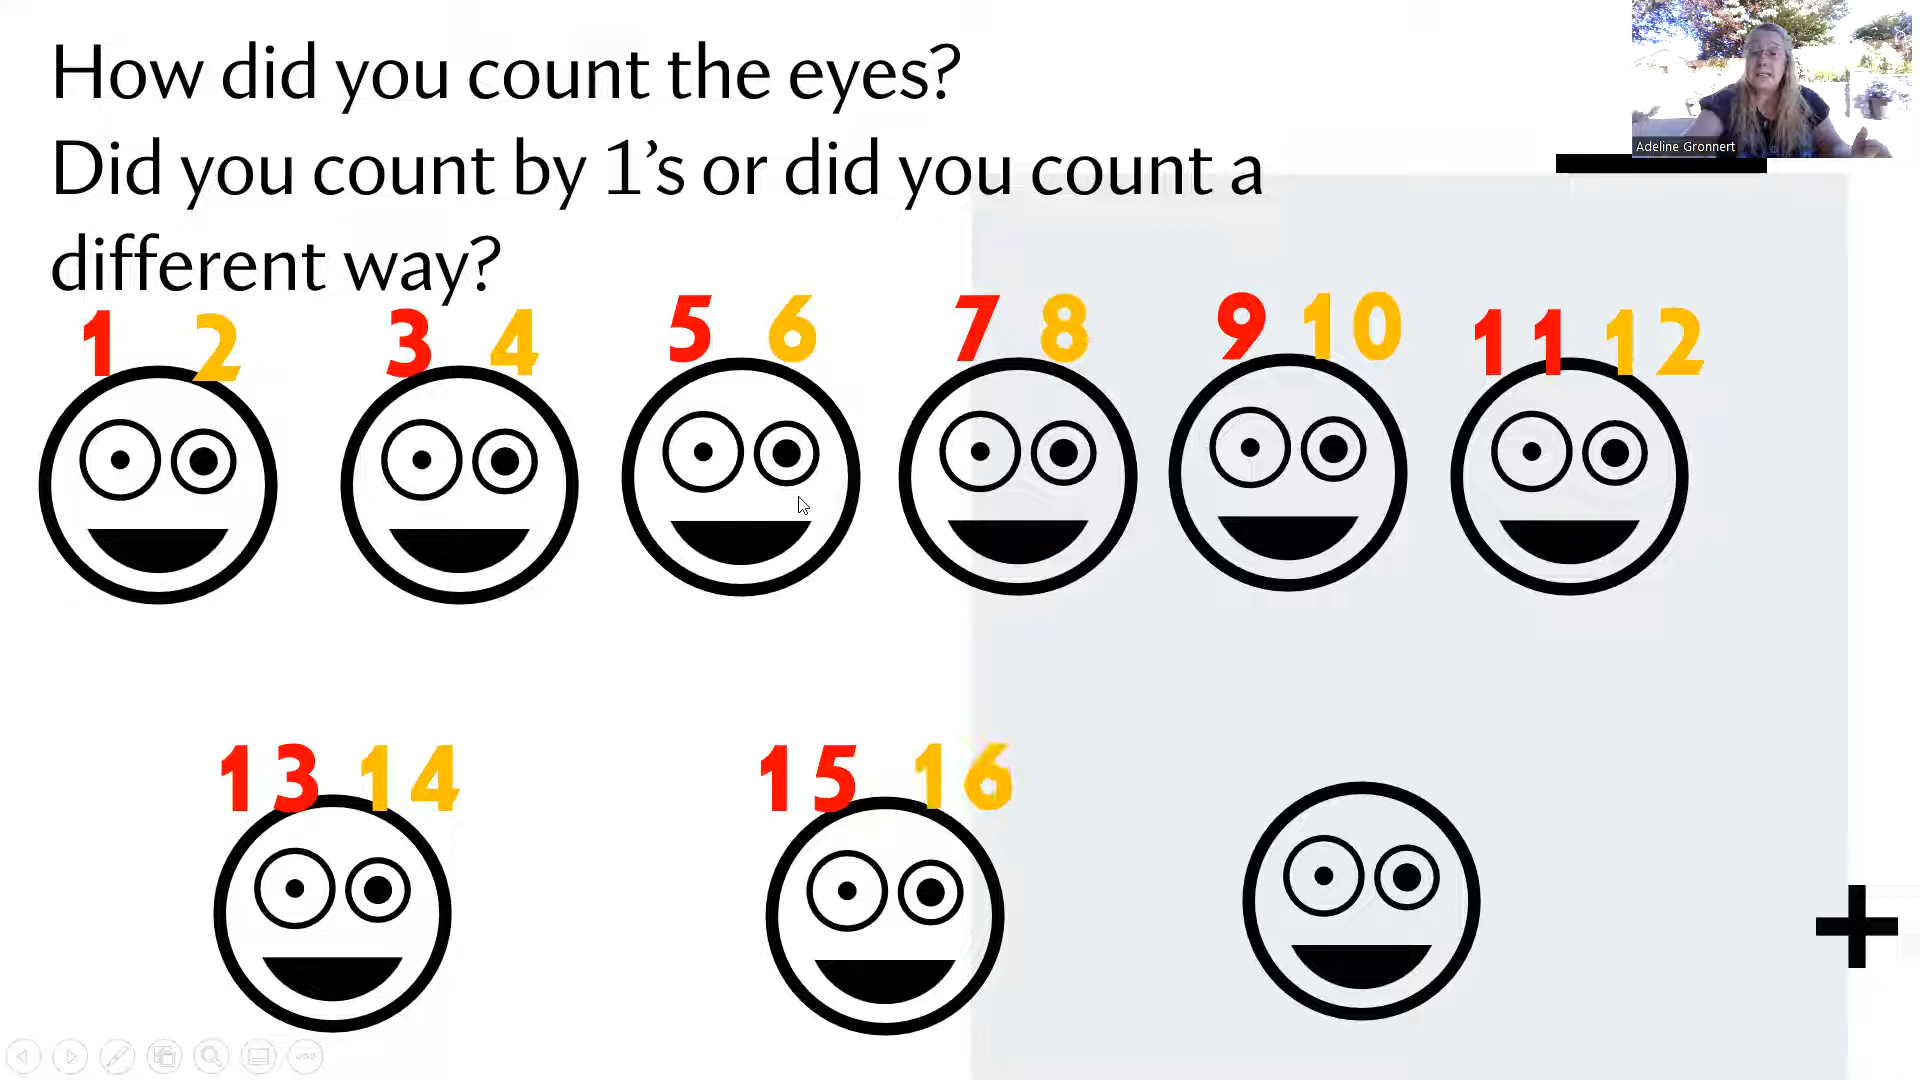 How did you count the eyes?
Did you count by 1’s or did you count a
different way?
Adeline Gronnert
1 2 3 4 5 6 7 8 9 10 11 12
13 14 15 16